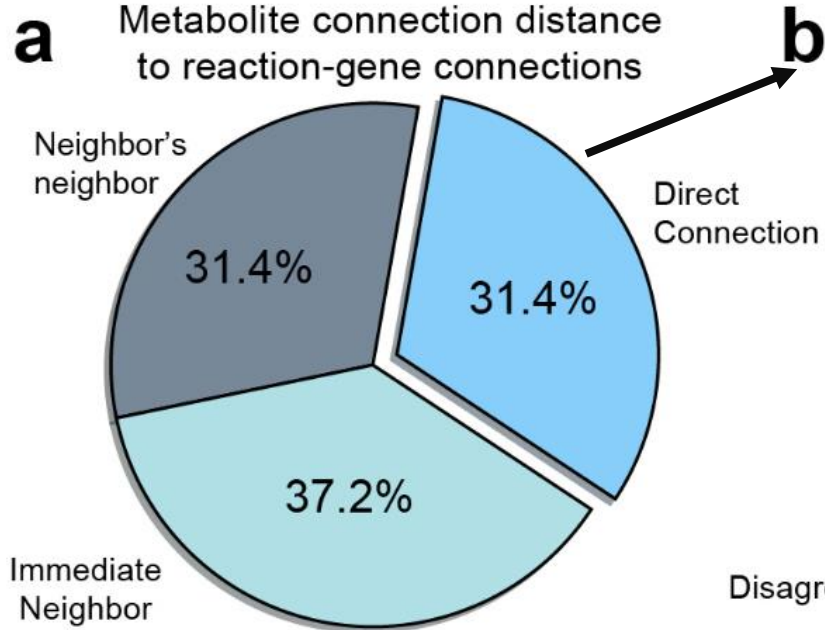 a
Metabolite connection distance
to reaction-gene connections
b
Neighbor's
neighbor
31.4%
Direct
Connection
31.4%
37.2%
Immediate
Neighbor